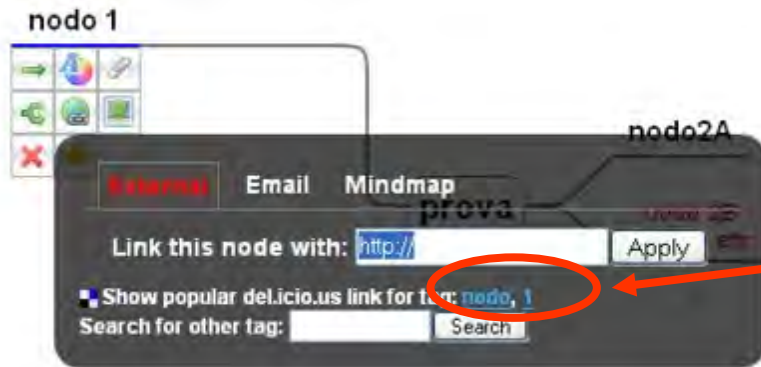 nodo 1
nodo2A
External Email Mindmap
prova
Link this node with: http:// Apply
Show popular del.icio.us link for tag: nodo, 1
Search for other tag: Search